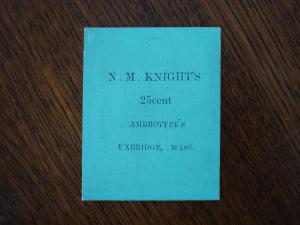 N. M. KNIGHT'S
25cent
AMBROTYPE'S
UXBRIDGE, MASS.